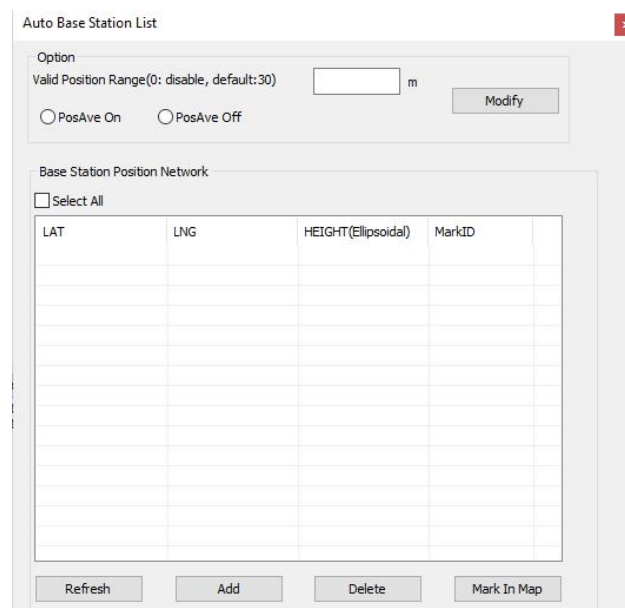 Auto Base Station List
Option
Valid Position Range(0: disable, default:30) m
Modify
PosAve On PosAve Off
Base Station Position Network
Select All
LAT LNG HEIGHT(Ellipsoidal) MarkID
Refresh Add Delete Mark In Map